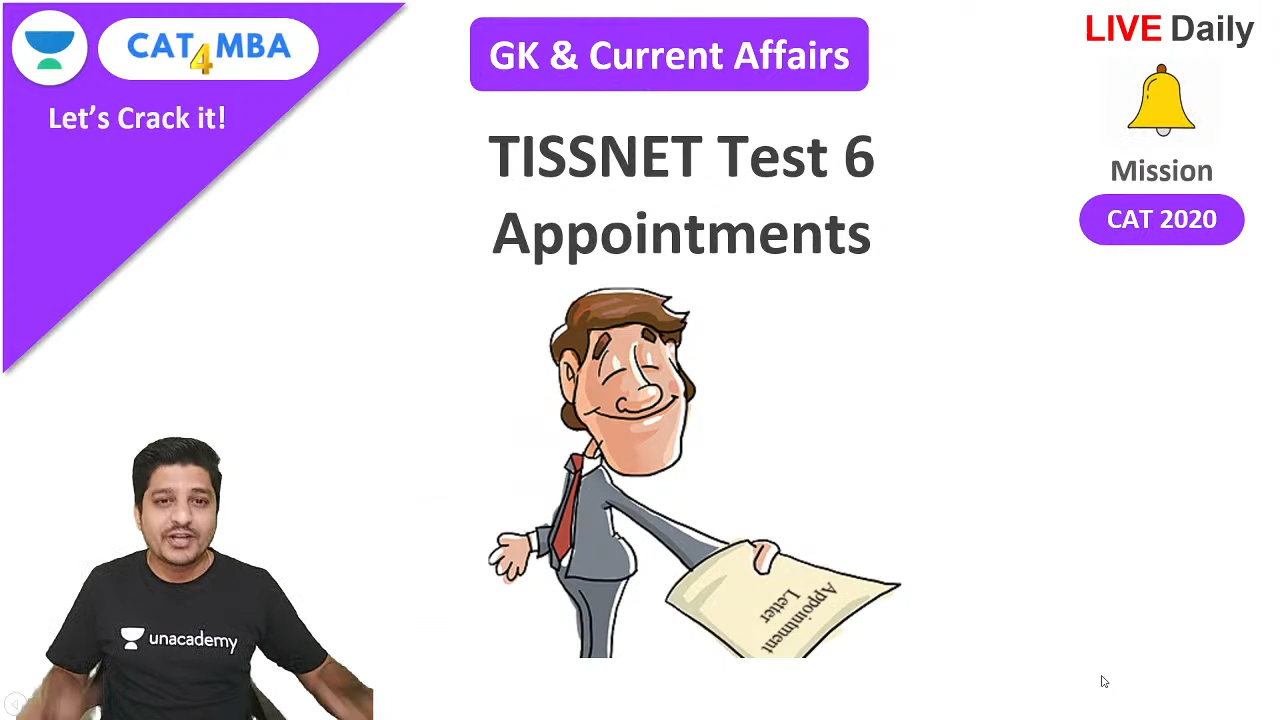 CAT4MBA
Let's Crack it!
GK & Current Affairs
LIVE Daily
TISSNET Test 6
Appointments
Mission
CAT 2020
Appointment
Letter
unacademy